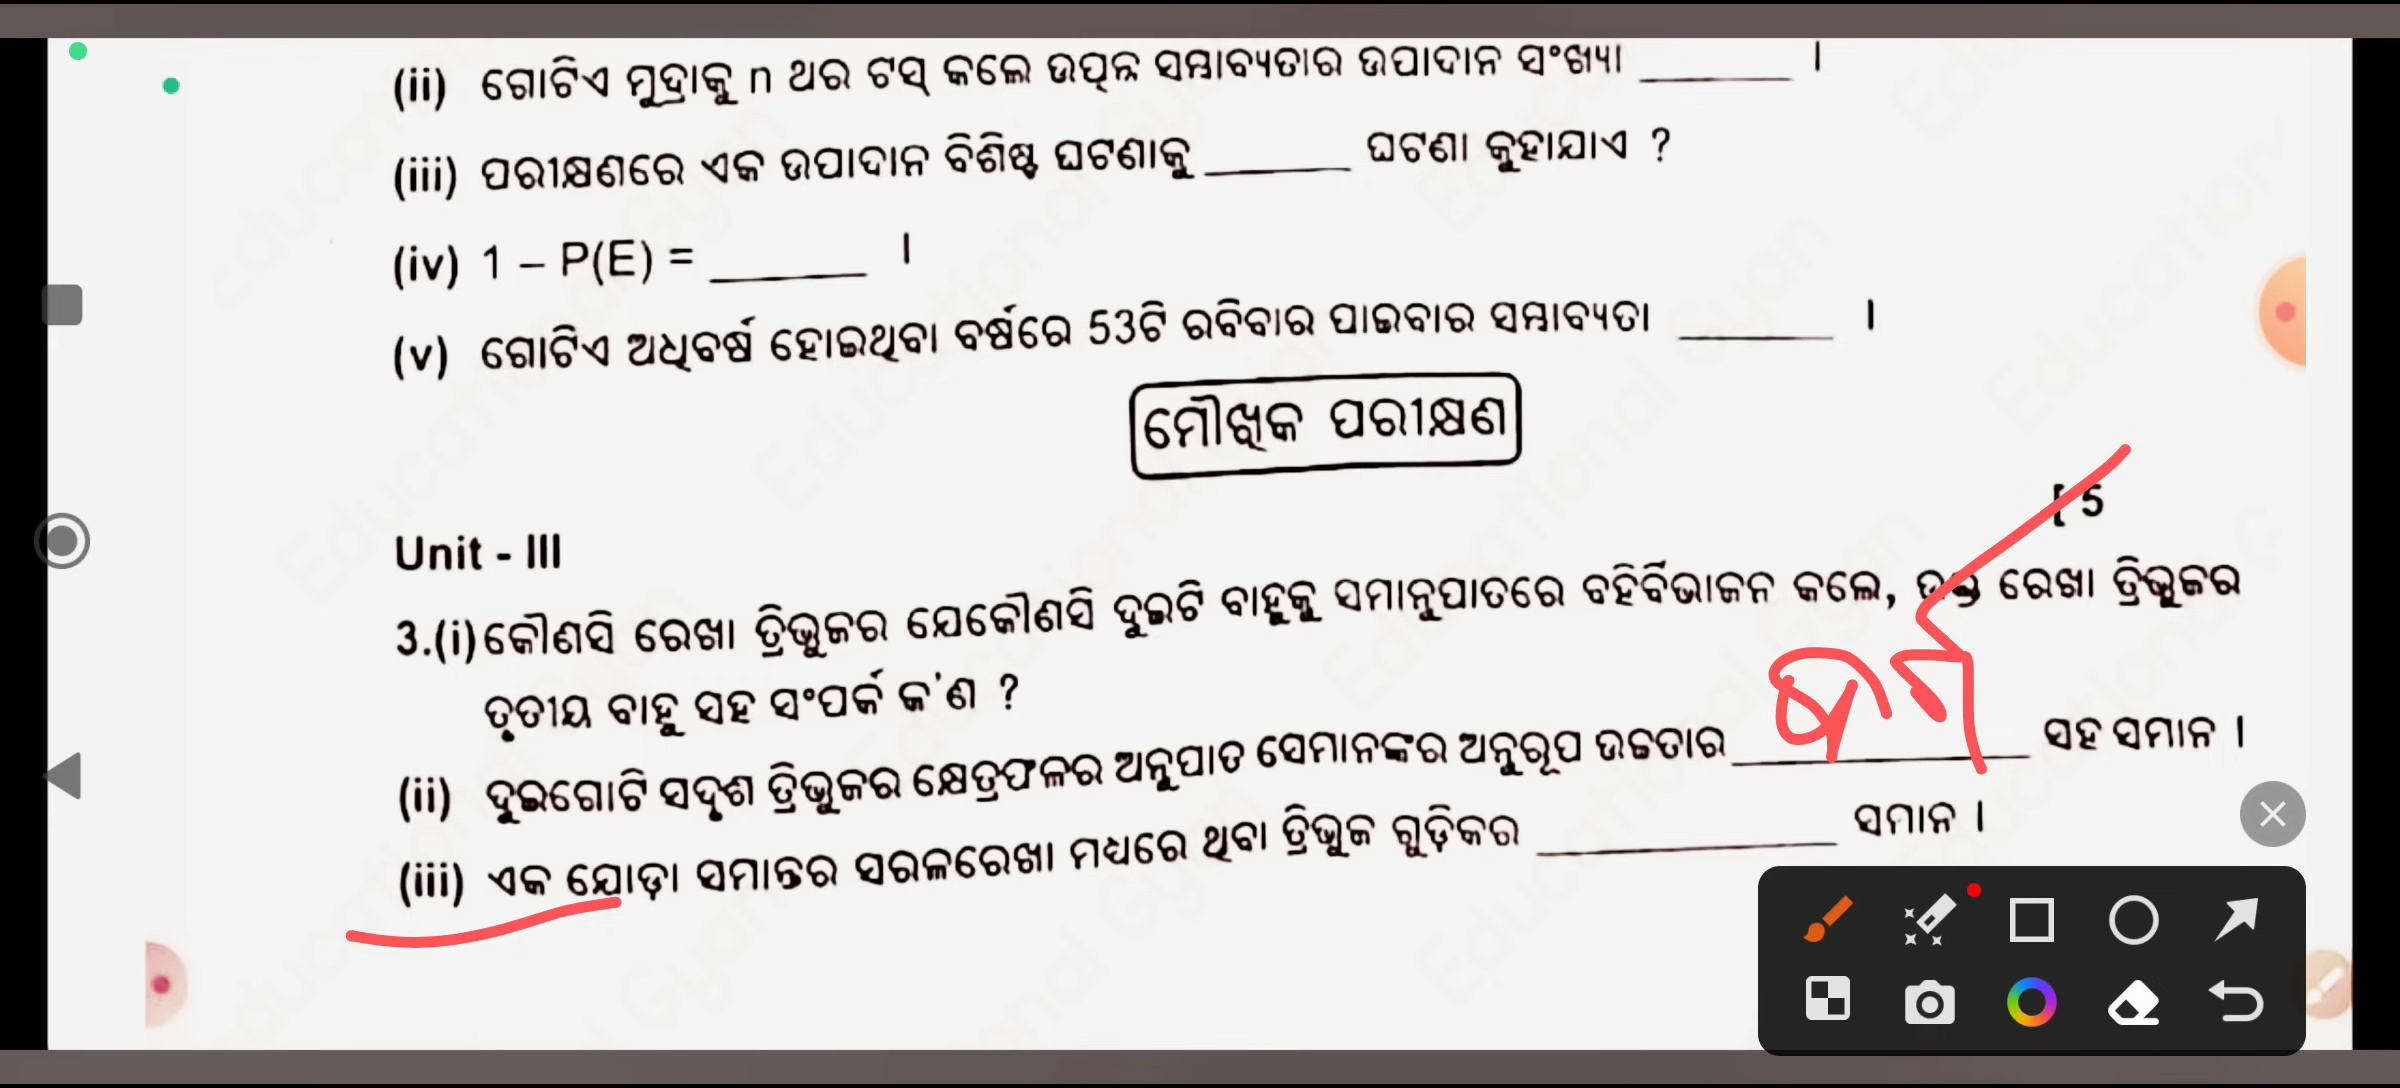 (ii) ଗୋଟିଏ ମୁଦ୍ରାକୁ n ଥର ଟସ୍ କଲେ ଉତ୍ପନ୍ନ ସମ୍ଭାବ୍ୟତାର ଉପାଦାନ ସଂଖ୍ୟା ______ ।
(iii) ପରୀକ୍ଷଣରେ ଏକ ଉପାଦାନ ବିଶିଷ୍ଟ ଘଟଣାକୁ ______ ଘଟଣା କୁହାଯାଏ ?
(iv) 1 – P(E) = ______ ।
(v) ଗୋଟିଏ ଅଧିବର୍ଷ ହୋଇଥିବା ବର୍ଷରେ 53ଟି ରବିବାର ପାଇବାର ସମ୍ଭାବ୍ୟତା ______ ।
ମୌଖିକ ପରୀକ୍ଷଣ
[ 5
Unit - III
3.(i) କୌଣସି ରେଖା ତ୍ରିଭୁଜର ଯେକୌଣସି ଦୁଇଟି ବାହୁକୁ ସମାନୁପାତରେ ବହିର୍ବିଭାଜନ କଲେ, ଉକ୍ତ ରେଖା ତ୍ରିଭୁଜର
ତୃତୀୟ ବାହୁ ସହ ସଂପର୍କ କ'ଣ ?
(ii) ଦୁଇଗୋଟି ସଦୃଶ ତ୍ରିଭୁଜର କ୍ଷେତ୍ରଫଳର ଅନୁପାତ ସେମାନଙ୍କର ଅନୁରୂପ ଉଚ୍ଚତାର ବର୍ଗ ସହ ସମାନ ।
(iii) ଏକ ଯୋଡ଼ା ସମାନ୍ତର ସରଳରେଖା ମଧ୍ୟରେ ଥିବା ତ୍ରିଭୁଜ ଗୁଡ଼ିକର ______ ସମାନ ।